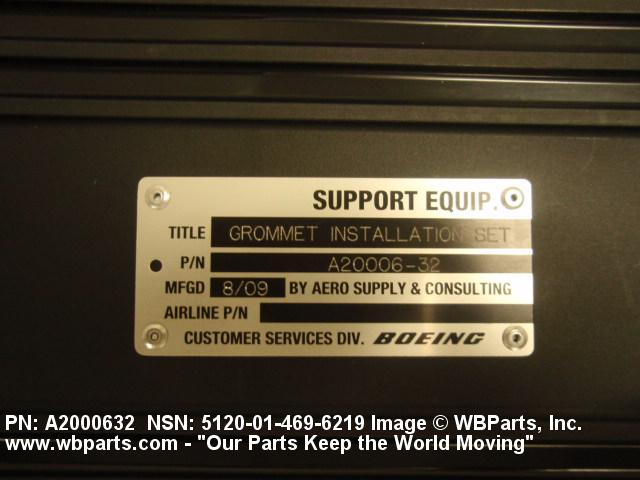 SUPPORT EQUIP.
TITLE GROMMET INSTALLATION SET
P/N A20006-32
MFGD 8/09 BY AERO SUPPLY & CONSULTING
AIRLINE P/N
CUSTOMER SERVICES DIV. BOEING
PN: A2000632 NSN: 5120-01-469-6219 Image © WBParts, Inc.
www.wbparts.com - "Our Parts Keep the World Moving"